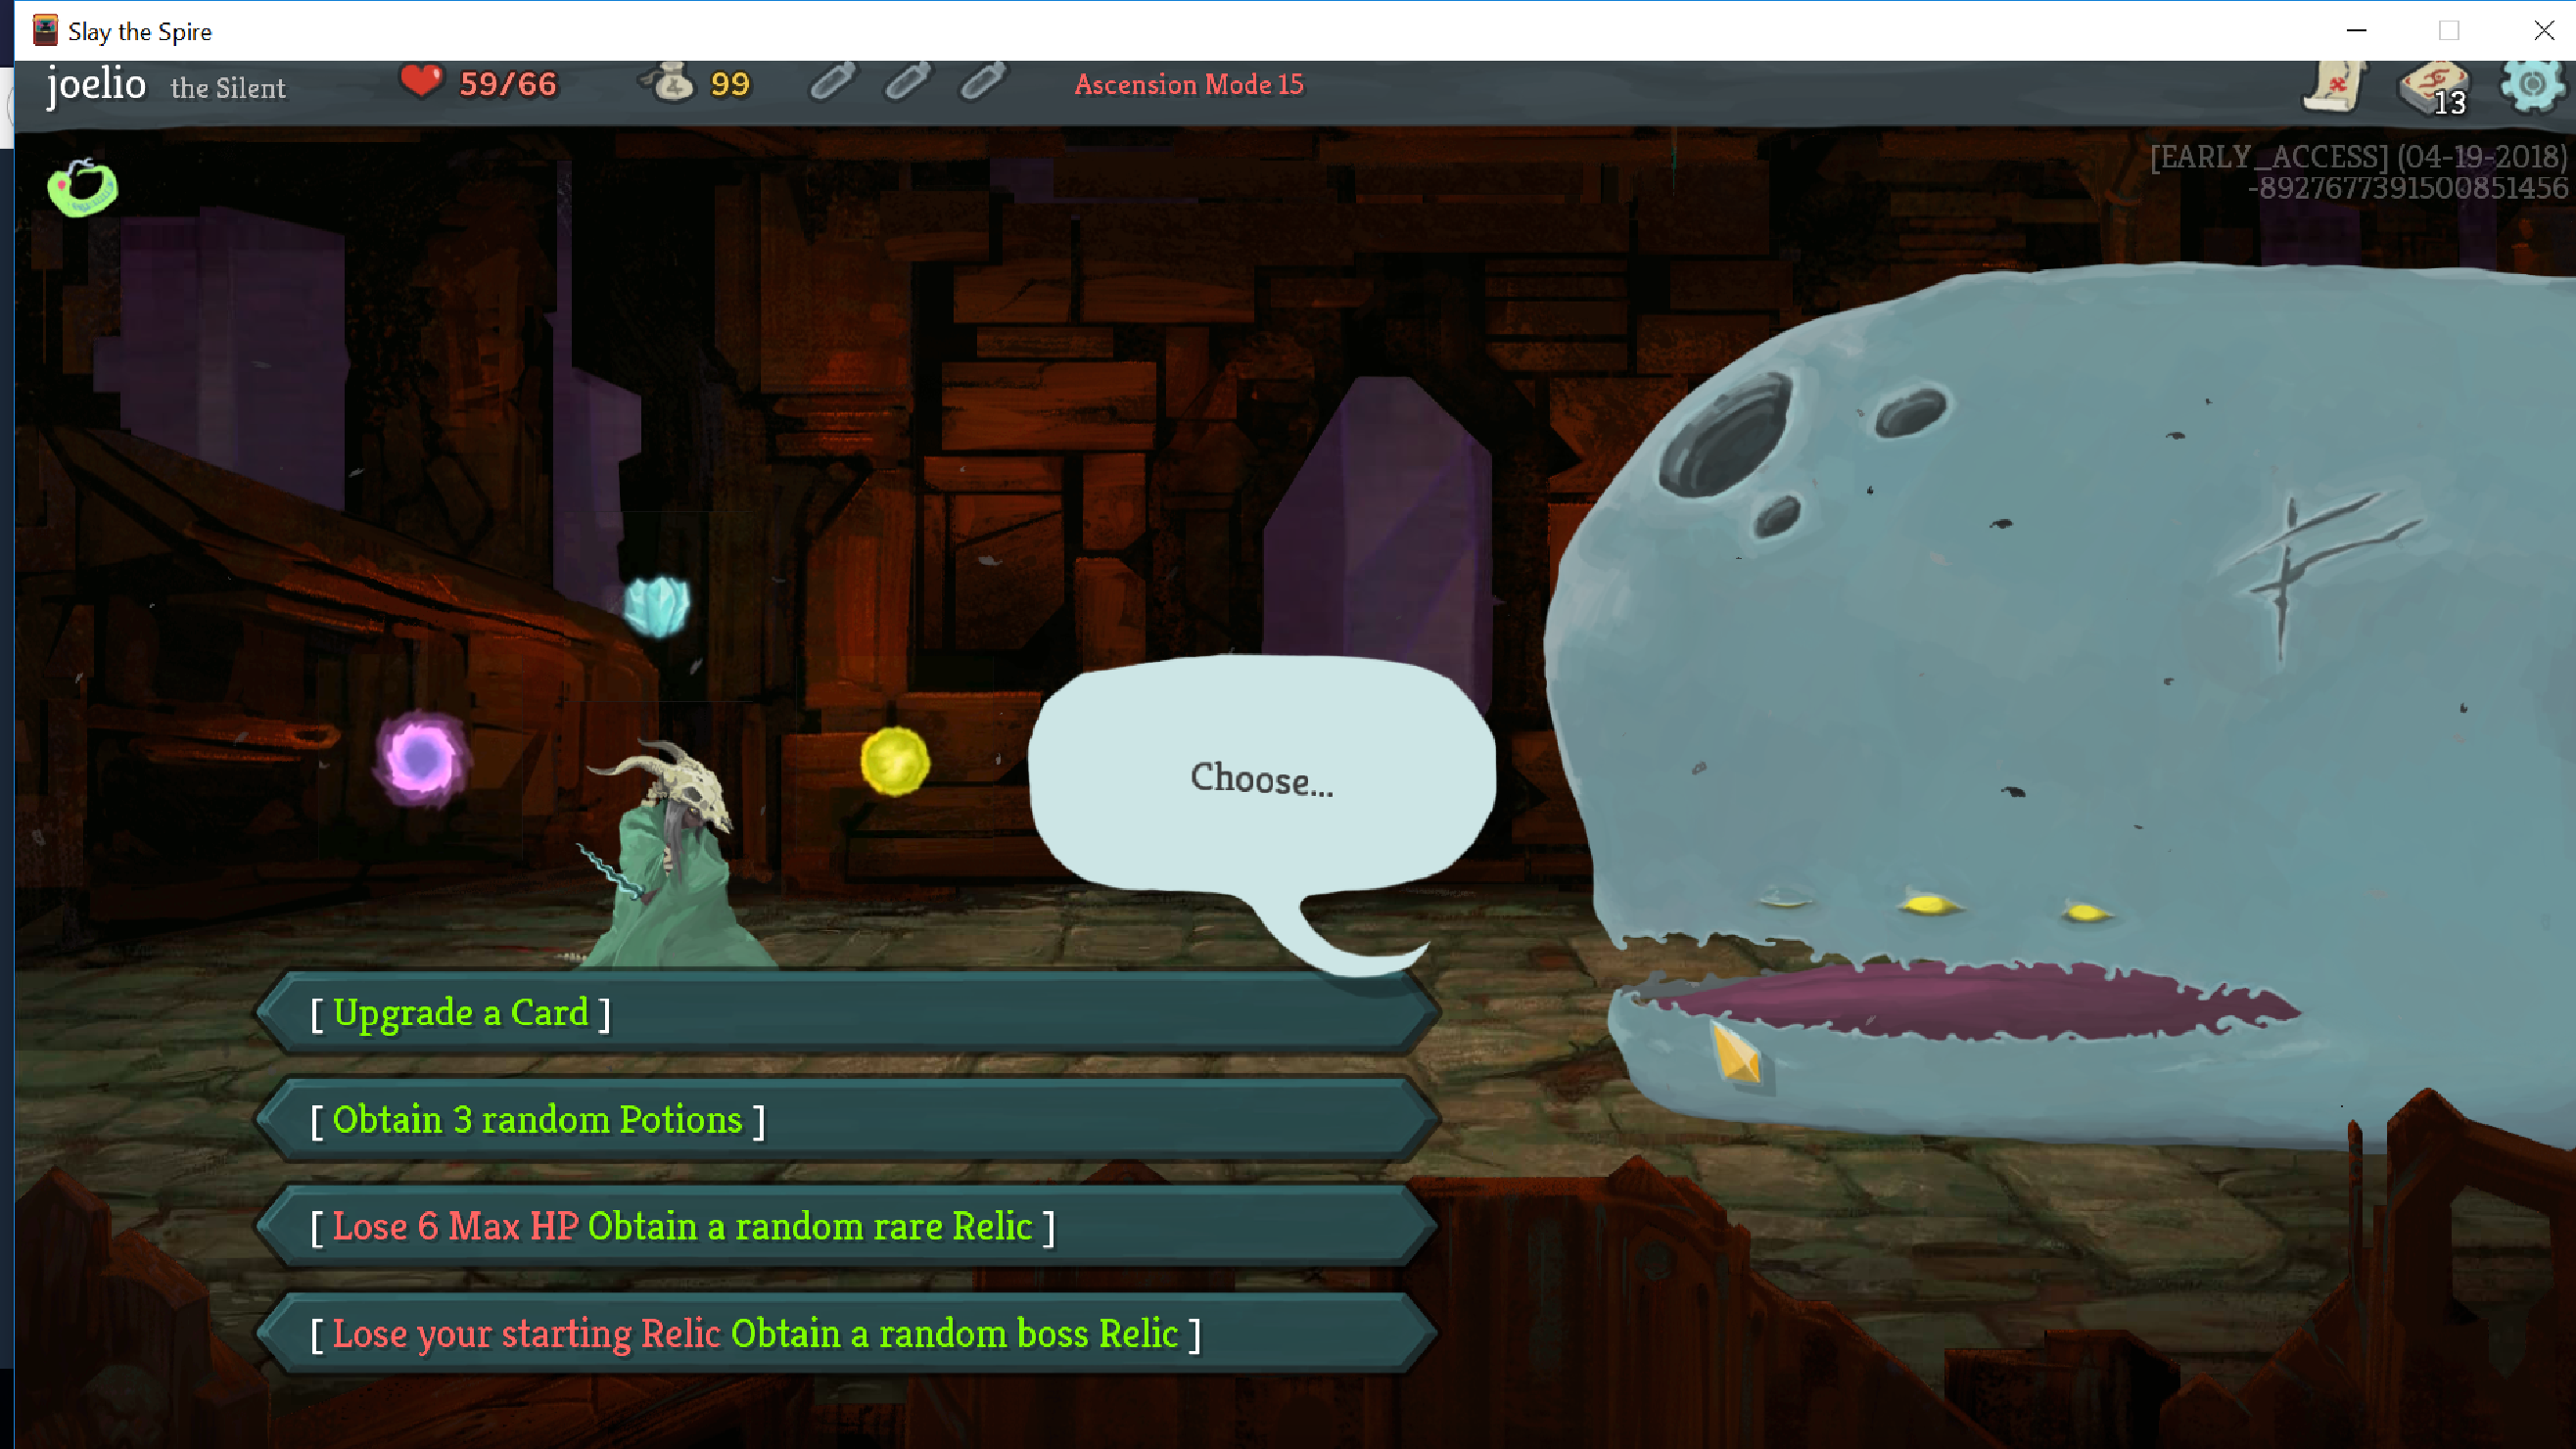 Slay the Spire
joelio the Silent 59/66 99 Ascension Mode 15 13
[EARLY_ACCESS] (04-19-2018)
-8927677391500851456
Choose...
[ Upgrade a Card ]
[ Obtain 3 random Potions ]
[ Lose 6 Max HP Obtain a random rare Relic ]
[ Lose your starting Relic Obtain a random boss Relic ]